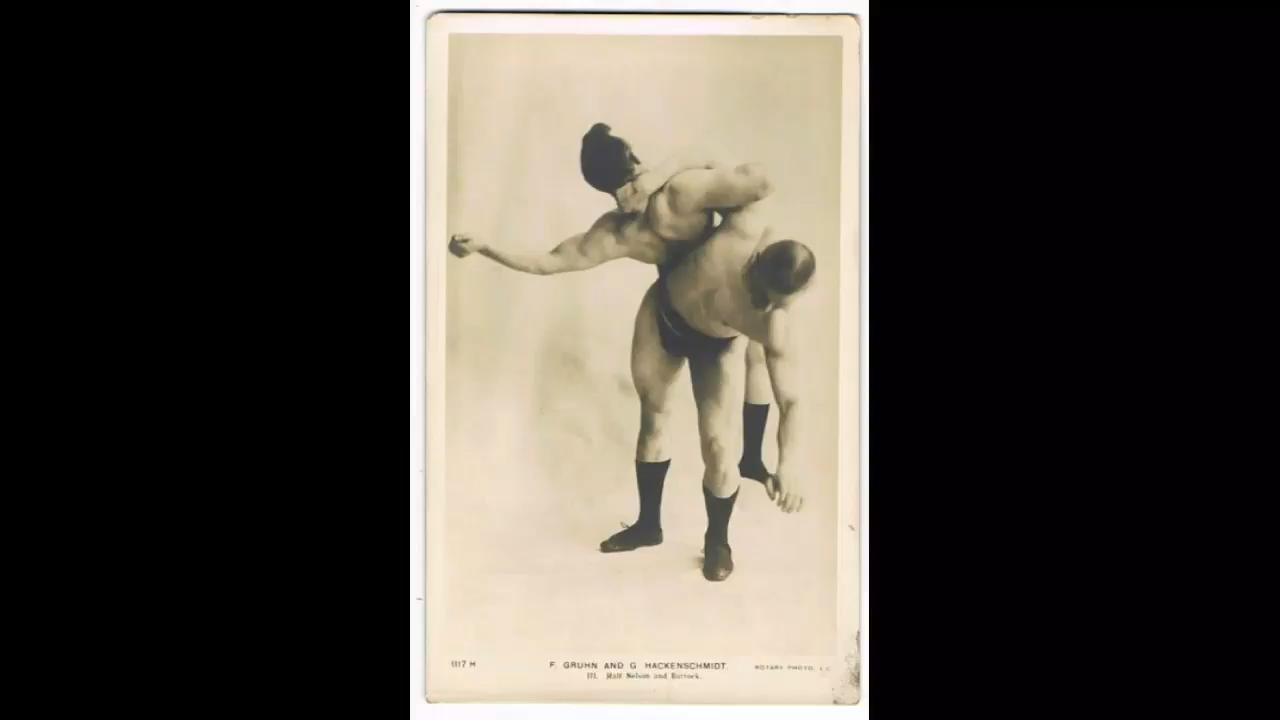 1117 H
F. GRUHN AND G. HACKENSCHMIDT.
ROTARY PHOTO, E.C.
III. Half Nelson and Buttock.